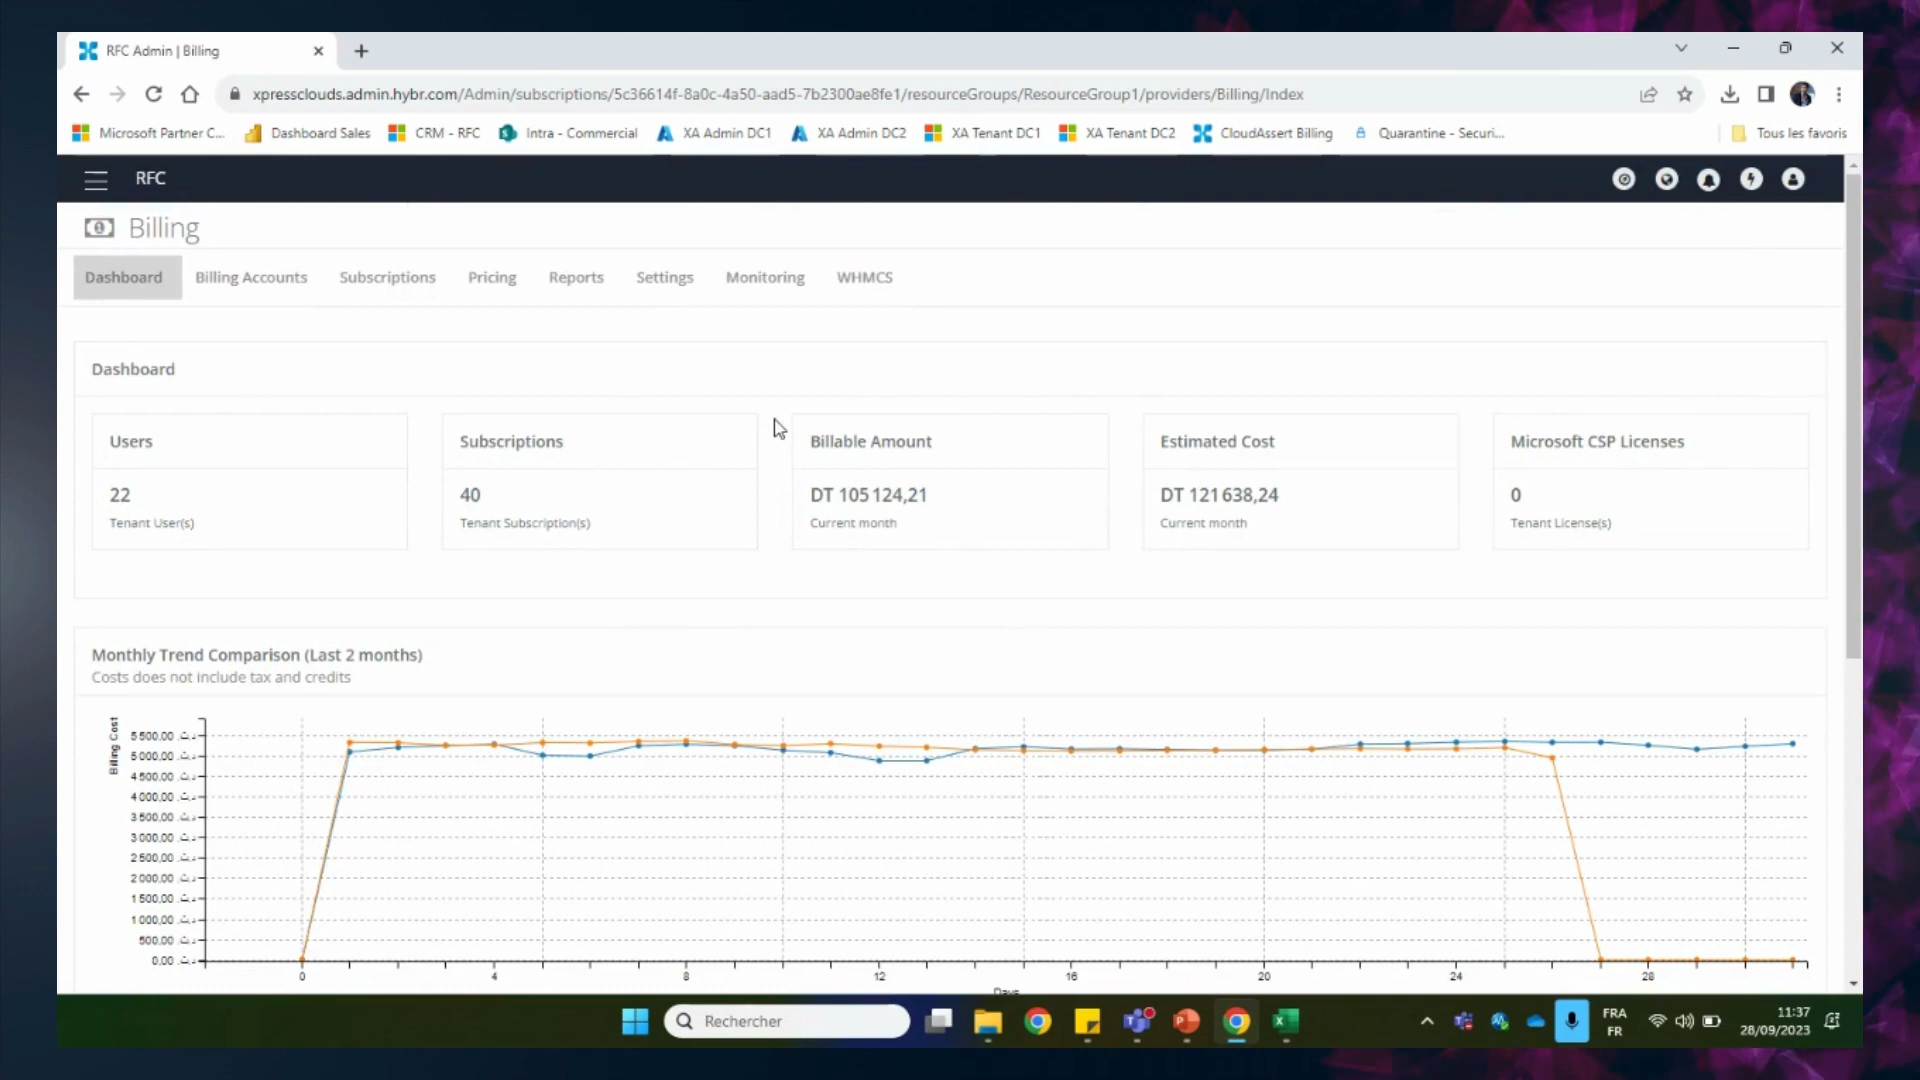 RFC Admin | Billing
xpressclouds.admin.hybr.com/Admin/subscriptions/5c36614f-8a0c-4a50-aad5-7b2300ae8fe1/resourceGroups/ResourceGroup1/providers/Billing/Index
Microsoft Partner C... Dashboard Sales CRM - RFC Intra - Commercial XA Admin DC1 XA Admin DC2 XA Tenant DC1 XA Tenant DC2 CloudAssert Billing Quarantine - Securi... Tous les favoris
RFC
Billing
Dashboard Billing Accounts Subscriptions Pricing Reports Settings Monitoring WHMCS
Dashboard
Users Subscriptions Billable Amount Estimated Cost Microsoft CSP Licenses
22 40 DT 105 124,21 DT 121 638,24 0
Tenant User(s) Tenant Subscription(s) Current month Current month Tenant License(s)
Monthly Trend Comparison (Last 2 months)
Costs does not include tax and credits
Billing Cost
5 500.00
5 000.00
4 500.00
4 000.00
3 500.00
3 000.00
2 500.00
2 000.00
1 500.00
1 000.00
500.00
0.00
0 4 8 12 16 20 24 28
Days
Rechercher
FRA
FR
11:37
28/09/2023